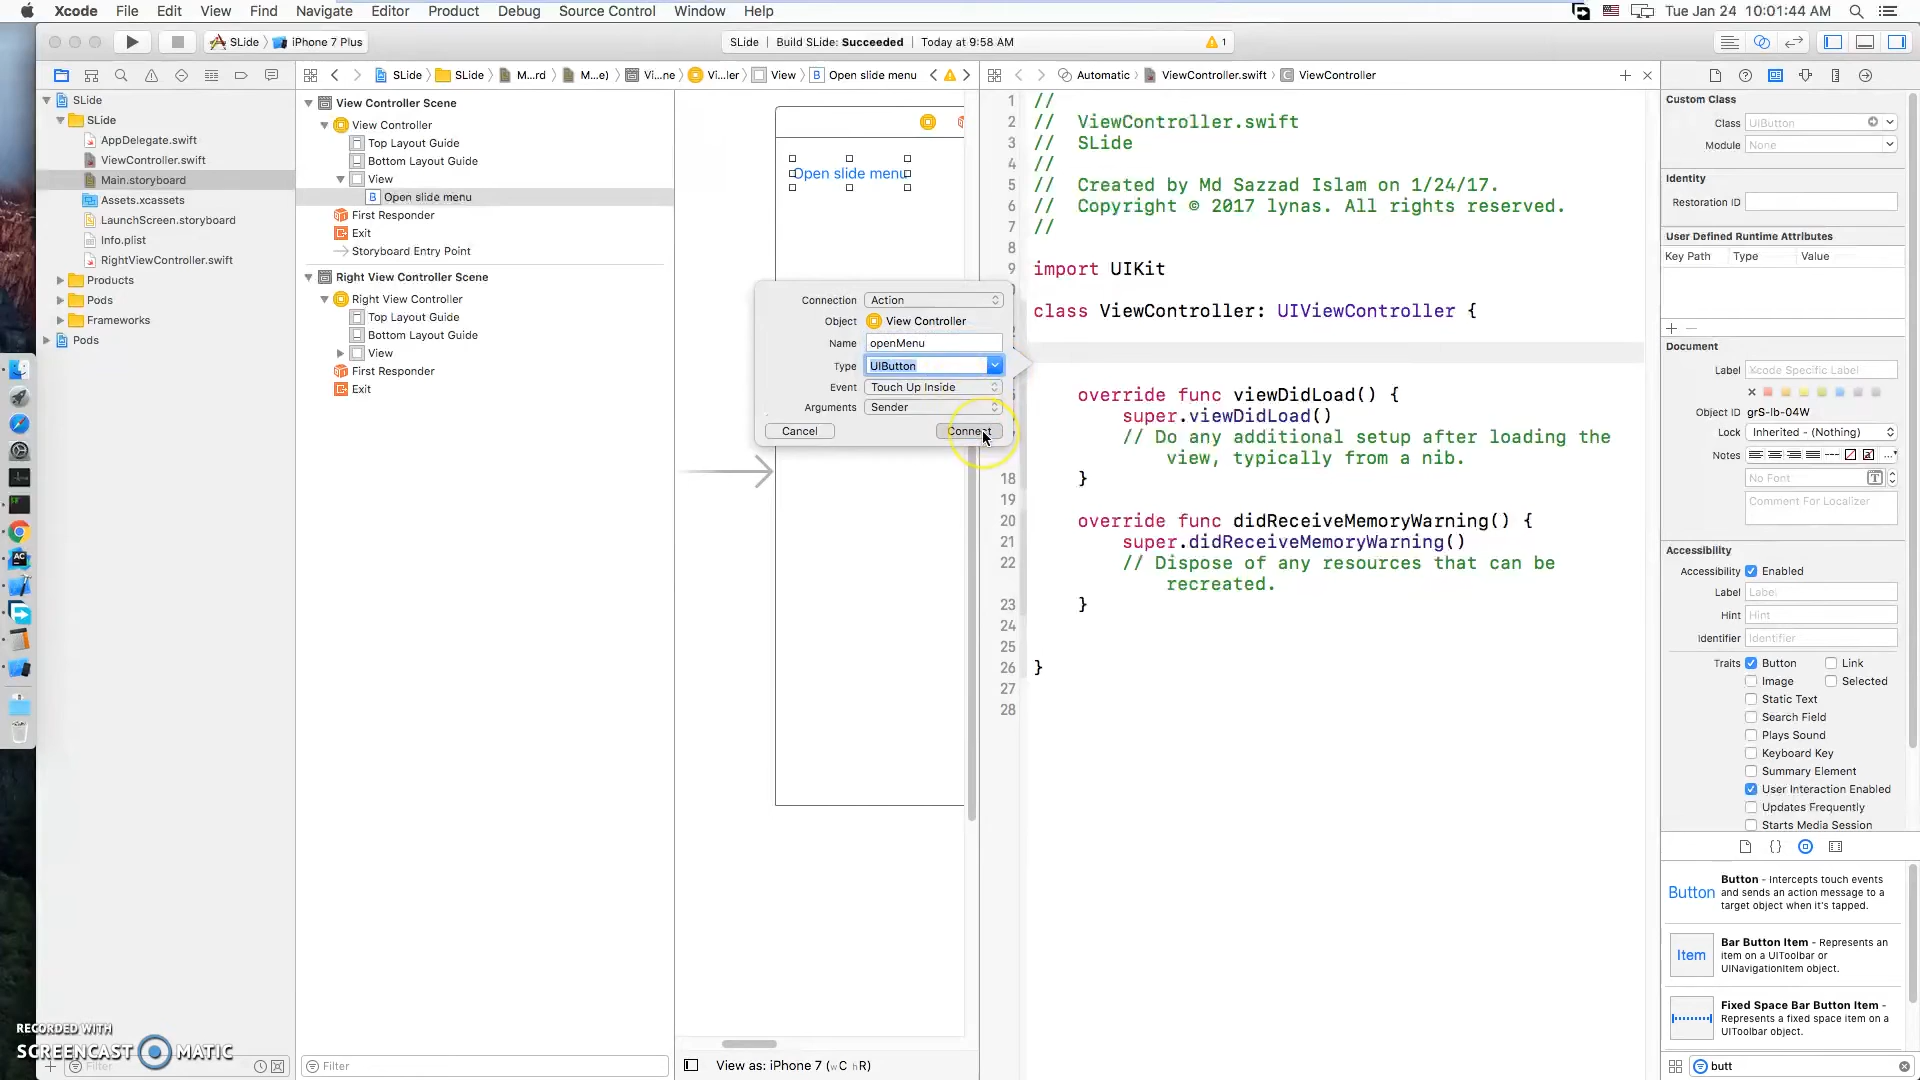 Xcode File Edit View Find Navigate Editor Product Debug Source Control Window Help
Tue Jan 24 10:01:44 AM
SLide iPhone 7 Plus
SLide | Build SLide: Succeeded | Today at 9:58 AM
1
SLide SLide M...rd M...e) Vi...ne Vi...ler View B Open slide menu
Automatic ViewController.swift ViewController
SLide
SLide
AppDelegate.swift
ViewController.swift
Main.storyboard
Assets.xcassets
LaunchScreen.storyboard
Info.plist
RightViewController.swift
Products
Pods
Frameworks
Pods
Filter
RECORDED WITH
SCREENCAST MATIC
View Controller Scene
View Controller
Top Layout Guide
Bottom Layout Guide
View
B Open slide menu
First Responder
Exit
Storyboard Entry Point
Right View Controller Scene
Right View Controller
Top Layout Guide
Bottom Layout Guide
View
First Responder
Exit
Filter
Open slide menu
Connection Action
Object View Controller
Name openMenu
Type UIButton
Event Touch Up Inside
Arguments Sender
Cancel Connect
View as: iPhone 7 (wC hR)
1 //
2 // ViewController.swift
3 // SLide
4 //
5 // Created by Md Sazzad Islam on 1/24/17.
6 // Copyright © 2017 lynas. All rights reserved.
7 //
8
9 import UIKit
class ViewController: UIViewController {
override func viewDidLoad() {
super.viewDidLoad()
// Do any additional setup after loading the
view, typically from a nib.
18 }
19
20 override func didReceiveMemoryWarning() {
21 super.didReceiveMemoryWarning()
22 // Dispose of any resources that can be
recreated.
23 }
24
25
26 }
27
28
Custom Class
Class UIButton
Module None
Identity
Restoration ID
User Defined Runtime Attributes
Key Path Type Value
Document
Label Xcode Specific Label
Object ID grS-lb-04W
Lock Inherited - (Nothing)
Notes
No Font
Comment For Localizer
Accessibility
Accessibility Enabled
Label Label
Hint Hint
Identifier Identifier
Traits Button Link
Image Selected
Static Text
Search Field
Plays Sound
Keyboard Key
Summary Element
User Interaction Enabled
Updates Frequently
Starts Media Session
Button Button - Intercepts touch events
and sends an action message to a
target object when it's tapped.
Item Bar Button Item - Represents an
item on a UIToolbar or
UINavigationItem object.
Fixed Space Bar Button Item -
Represents a fixed space item on a
UIToolbar object.
butt